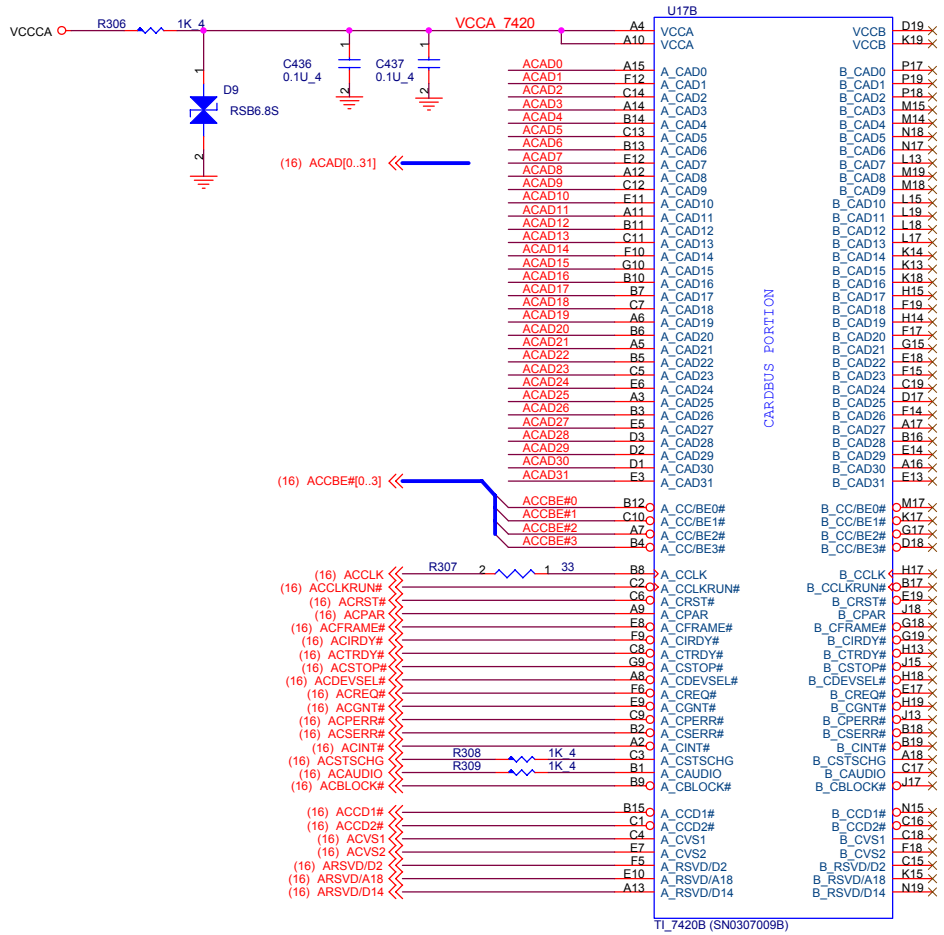 U17B
VCCCA R306 1K_4 VCCA_7420 A4 VCCA VCCB D19
A10 VCCA VCCB K19
1 1 1
C436 C437
0.1U_4 0.1U_4
2 2
D9
RSB6.8S
2
(16) ACAD[0..31]
ACAD0 A15 A_CAD0 B_CAD0 P17
ACAD1 F12 A_CAD1 B_CAD1 P19
ACAD2 C14 A_CAD2 B_CAD2 P18
ACAD3 A14 A_CAD3 B_CAD3 M15
ACAD4 B14 A_CAD4 B_CAD4 M14
ACAD5 C13 A_CAD5 B_CAD5 N18
ACAD6 B13 A_CAD6 B_CAD6 N17
ACAD7 E12 A_CAD7 B_CAD7 L13
ACAD8 A12 A_CAD8 B_CAD8 M19
ACAD9 C12 A_CAD9 B_CAD9 M18
ACAD10 E11 A_CAD10 B_CAD10 L15
ACAD11 A11 A_CAD11 B_CAD11 L19
ACAD12 B11 A_CAD12 B_CAD12 L18
ACAD13 C11 A_CAD13 B_CAD13 L17
ACAD14 F10 A_CAD14 B_CAD14 K14
ACAD15 G10 A_CAD15 B_CAD15 K13
ACAD16 B10 A_CAD16 B_CAD16 K18
ACAD17 B7 A_CAD17 B_CAD17 H15
ACAD18 C7 A_CAD18 B_CAD18 F19
ACAD19 A6 A_CAD19 B_CAD19 H14
ACAD20 B6 A_CAD20 B_CAD20 F17
ACAD21 A5 A_CAD21 B_CAD21 G15
ACAD22 B5 A_CAD22 B_CAD22 E18
ACAD23 C5 A_CAD23 B_CAD23 F15
ACAD24 E6 A_CAD24 B_CAD24 C19
ACAD25 A3 A_CAD25 B_CAD25 D17
ACAD26 B3 A_CAD26 B_CAD26 F14
ACAD27 E5 A_CAD27 B_CAD27 A17
ACAD28 D3 A_CAD28 B_CAD28 B16
ACAD29 D2 A_CAD29 B_CAD29 E14
ACAD30 D1 A_CAD30 B_CAD30 A16
ACAD31 E3 A_CAD31 B_CAD31 E13
CARDBUS PORTION
(16) ACCBE#[0..3]
ACCBE#0 B12 A_CC/BE0# B_CC/BE0# M17
ACCBE#1 C10 A_CC/BE1# B_CC/BE1# K17
ACCBE#2 A7 A_CC/BE2# B_CC/BE2# G17
ACCBE#3 B4 A_CC/BE3# B_CC/BE3# D18
(16) ACCLK R307 2 1 33 B8 A_CCLK B_CCLK H17
(16) ACCLKRUN# C2 A_CCLKRUN# B_CCLKRUN# B17
(16) ACRST# C6 A_CRST# B_CRST# E19
(16) ACPAR A9 A_CPAR B_CPAR J18
(16) ACFRAME# E8 A_CFRAME# B_CFRAME# G18
(16) ACIRDY# F9 A_CIRDY# B_CIRDY# G19
(16) ACTRDY# C8 A_CTRDY# B_CTRDY# H13
(16) ACSTOP# G9 A_CSTOP# B_CSTOP# J15
(16) ACDEVSEL# A8 A_CDEVSEL# B_CDEVSEL# H18
(16) ACREQ# F6 A_CREQ# B_CREQ# E17
(16) ACGNT# E9 A_CGNT# B_CGNT# H19
(16) ACPERR# C9 A_CPERR# B_CPERR# J13
(16) ACSERR# B2 A_CSERR# B_CSERR# B18
(16) ACINT# A2 A_CINT# B_CINT# B19
(16) ACSTSCHG R308 1K_4 C3 A_CSTSCHG B_CSTSCHG A18
(16) ACAUDIO R309 1K_4 B1 A_CAUDIO B_CAUDIO C17
(16) ACBLOCK# B9 A_CBLOCK# B_CBLOCK# J17
(16) ACCD1# B15 A_CCD1# B_CCD1# N15
(16) ACCD2# C1 A_CCD2# B_CCD2# C16
(16) ACVS1 C4 A_CVS1 B_CVS1 C18
(16) ACVS2 E7 A_CVS2 B_CVS2 F18
(16) ARSVD/D2 F5 A_RSVD/D2 B_RSVD/D2 C15
(16) ARSVD/A18 E10 A_RSVD/A18 B_RSVD/A18 K15
(16) ARSVD/D14 A13 A_RSVD/D14 B_RSVD/D14 N19
TI_7420B (SN0307009B)